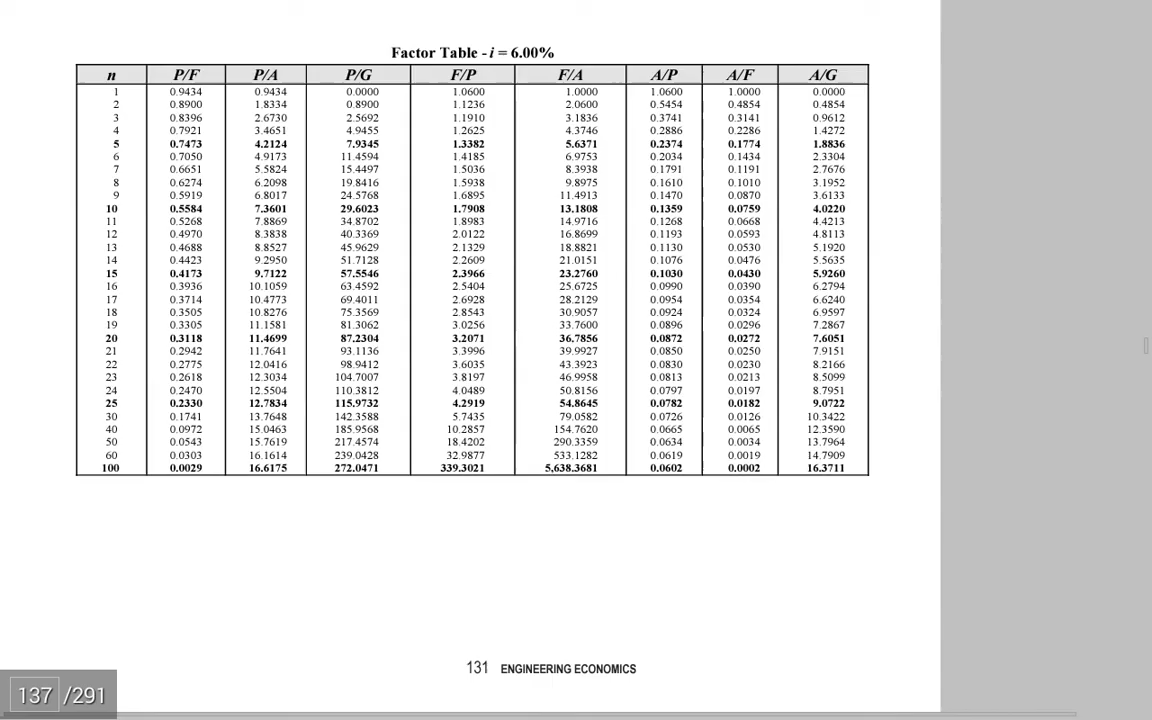 Factor Table - i = 6.00%
n P/F P/A P/G F/P F/A A/P A/F A/G
1 0.9434 0.9434 0.0000 1.0600 1.0000 1.0600 1.0000 0.0000
2 0.8900 1.8334 0.8900 1.1236 2.0600 0.5454 0.4854 0.4854
3 0.8396 2.6730 2.5692 1.1910 3.1836 0.3741 0.3141 0.9612
4 0.7921 3.4651 4.9455 1.2625 4.3746 0.2886 0.2286 1.4272
5 0.7473 4.2124 7.9345 1.3382 5.6371 0.2374 0.1774 1.8836
6 0.7050 4.9173 11.4594 1.4185 6.9753 0.2034 0.1434 2.3304
7 0.6651 5.5824 15.4497 1.5036 8.3938 0.1791 0.1191 2.7676
8 0.6274 6.2098 19.8416 1.5938 9.8975 0.1610 0.1010 3.1952
9 0.5919 6.8017 24.5768 1.6895 11.4913 0.1470 0.0870 3.6133
10 0.5584 7.3601 29.6023 1.7908 13.1808 0.1359 0.0759 4.0220
11 0.5268 7.8869 34.8702 1.8983 14.9716 0.1268 0.0668 4.4213
12 0.4970 8.3838 40.3369 2.0122 16.8699 0.1193 0.0593 4.8113
13 0.4688 8.8527 45.9629 2.1329 18.8821 0.1130 0.0530 5.1920
14 0.4423 9.2950 51.7128 2.2609 21.0151 0.1076 0.0476 5.5635
15 0.4173 9.7122 57.5546 2.3966 23.2760 0.1030 0.0430 5.9260
16 0.3936 10.1059 63.4592 2.5404 25.6725 0.0990 0.0390 6.2794
17 0.3714 10.4773 69.4011 2.6928 28.2129 0.0954 0.0354 6.6240
18 0.3505 10.8276 75.3569 2.8543 30.9057 0.0924 0.0324 6.9597
19 0.3305 11.1581 81.3062 3.0256 33.7600 0.0896 0.0296 7.2867
20 0.3118 11.4699 87.2304 3.2071 36.7856 0.0872 0.0272 7.6051
21 0.2942 11.7641 93.1136 3.3996 39.9927 0.0850 0.0250 7.9151
22 0.2775 12.0416 98.9412 3.6035 43.3923 0.0830 0.0230 8.2166
23 0.2618 12.3034 104.7007 3.8197 46.9958 0.0813 0.0213 8.5099
24 0.2470 12.5504 110.3812 4.0489 50.8156 0.0797 0.0197 8.7951
25 0.2330 12.7834 115.9732 4.2919 54.8645 0.0782 0.0182 9.0722
30 0.1741 13.7648 142.3588 5.7435 79.0582 0.0726 0.0126 10.3422
40 0.0972 15.0463 185.9568 10.2857 154.7620 0.0665 0.0065 12.3590
50 0.0543 15.7619 217.4574 18.4202 290.3359 0.0634 0.0034 13.7964
60 0.0303 16.1614 239.0428 32.9877 533.1282 0.0619 0.0019 14.7909
100 0.0029 16.6175 272.0471 339.3021 5,638.3681 0.0602 0.0002 16.3711
131 ENGINEERING ECONOMICS
137 /291